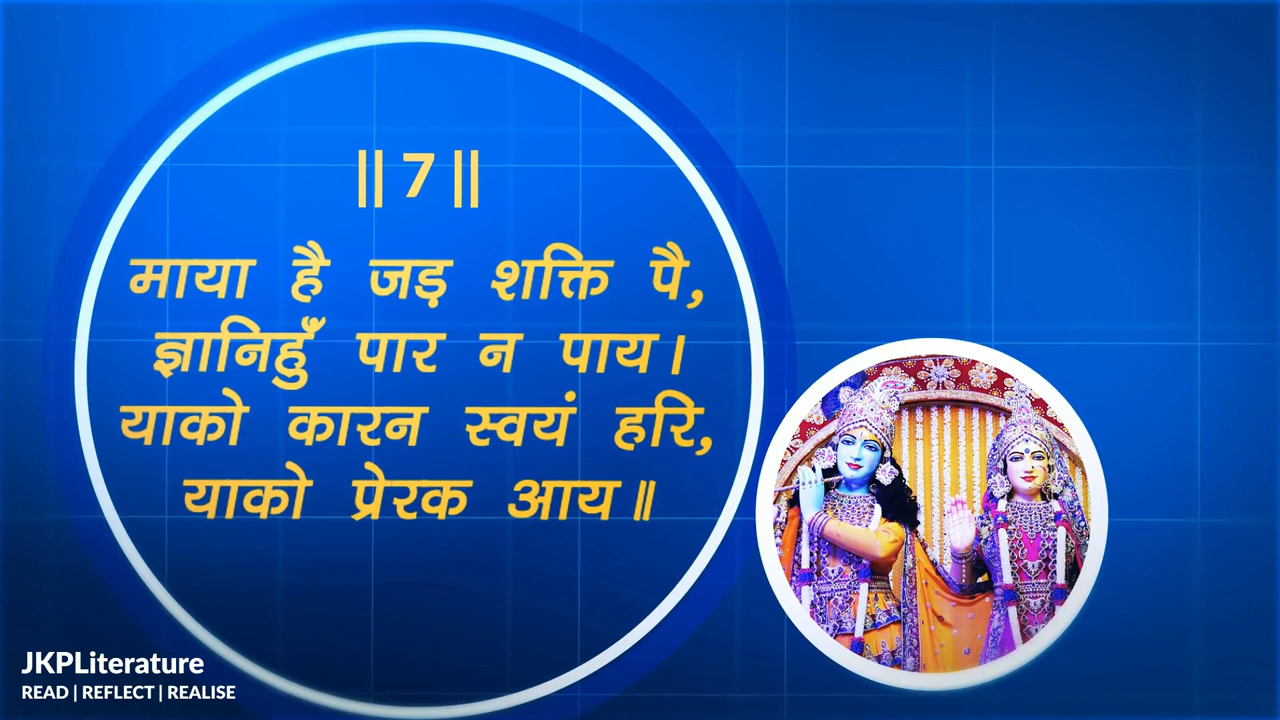 || 7 ||
माया है जड़ शक्ति पै,
ज्ञानिहुँ पार न पाय।
याको कारन स्वयं हरि,
याको प्रेरक आय॥
JKPLiterature
READ | REFLECT | REALISE